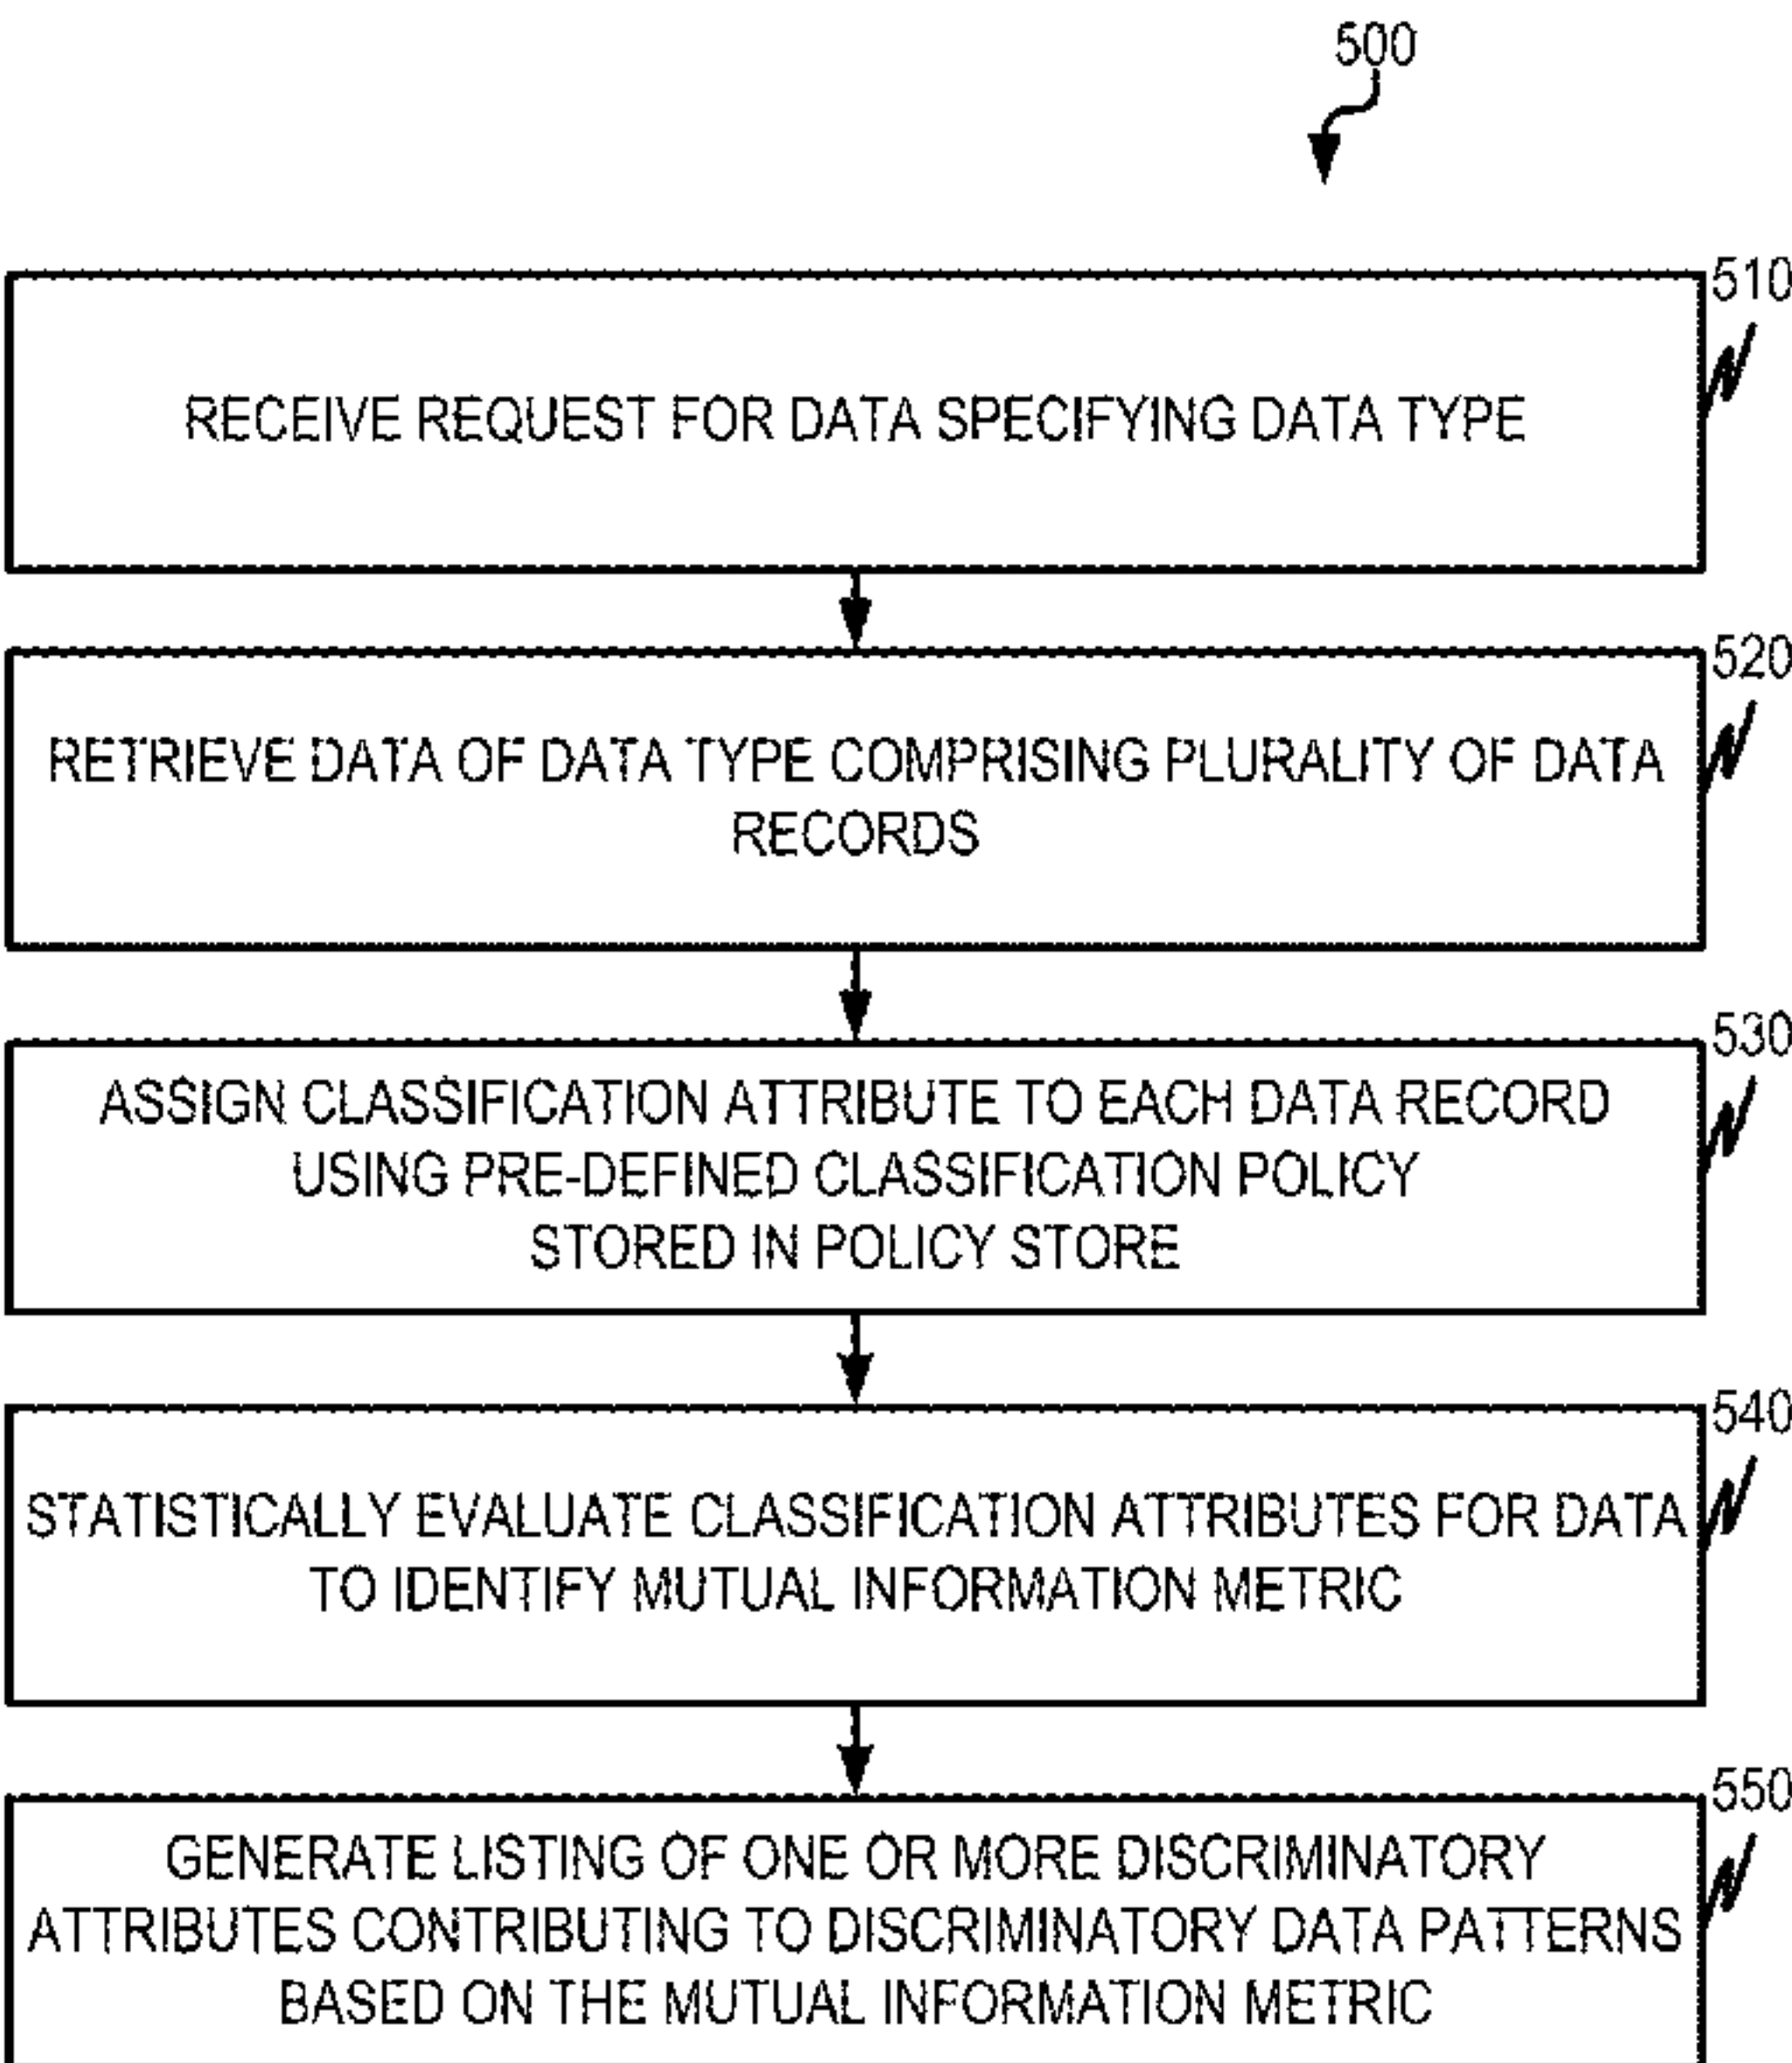 500
510
RECEIVE REQUEST FOR DATA SPECIFYING DATA TYPE
520
RETRIEVE DATA OF DATA TYPE COMPRISING PLURALITY OF DATA
RECORDS
530
ASSIGN CLASSIFICATION ATTRIBUTE TO EACH DATA RECORD
USING PRE-DEFINED CLASSIFICATION POLICY
STORED IN POLICY STORE
540
STATISTICALLY EVALUATE CLASSIFICATION ATTRIBUTES FOR DATA
TO IDENTIFY MUTUAL INFORMATION METRIC
550
GENERATE LISTING OF ONE OR MORE DISCRIMINATORY
ATTRIBUTES CONTRIBUTING TO DISCRIMINATORY DATA PATTERNS
BASED ON THE MUTUAL INFORMATION METRIC